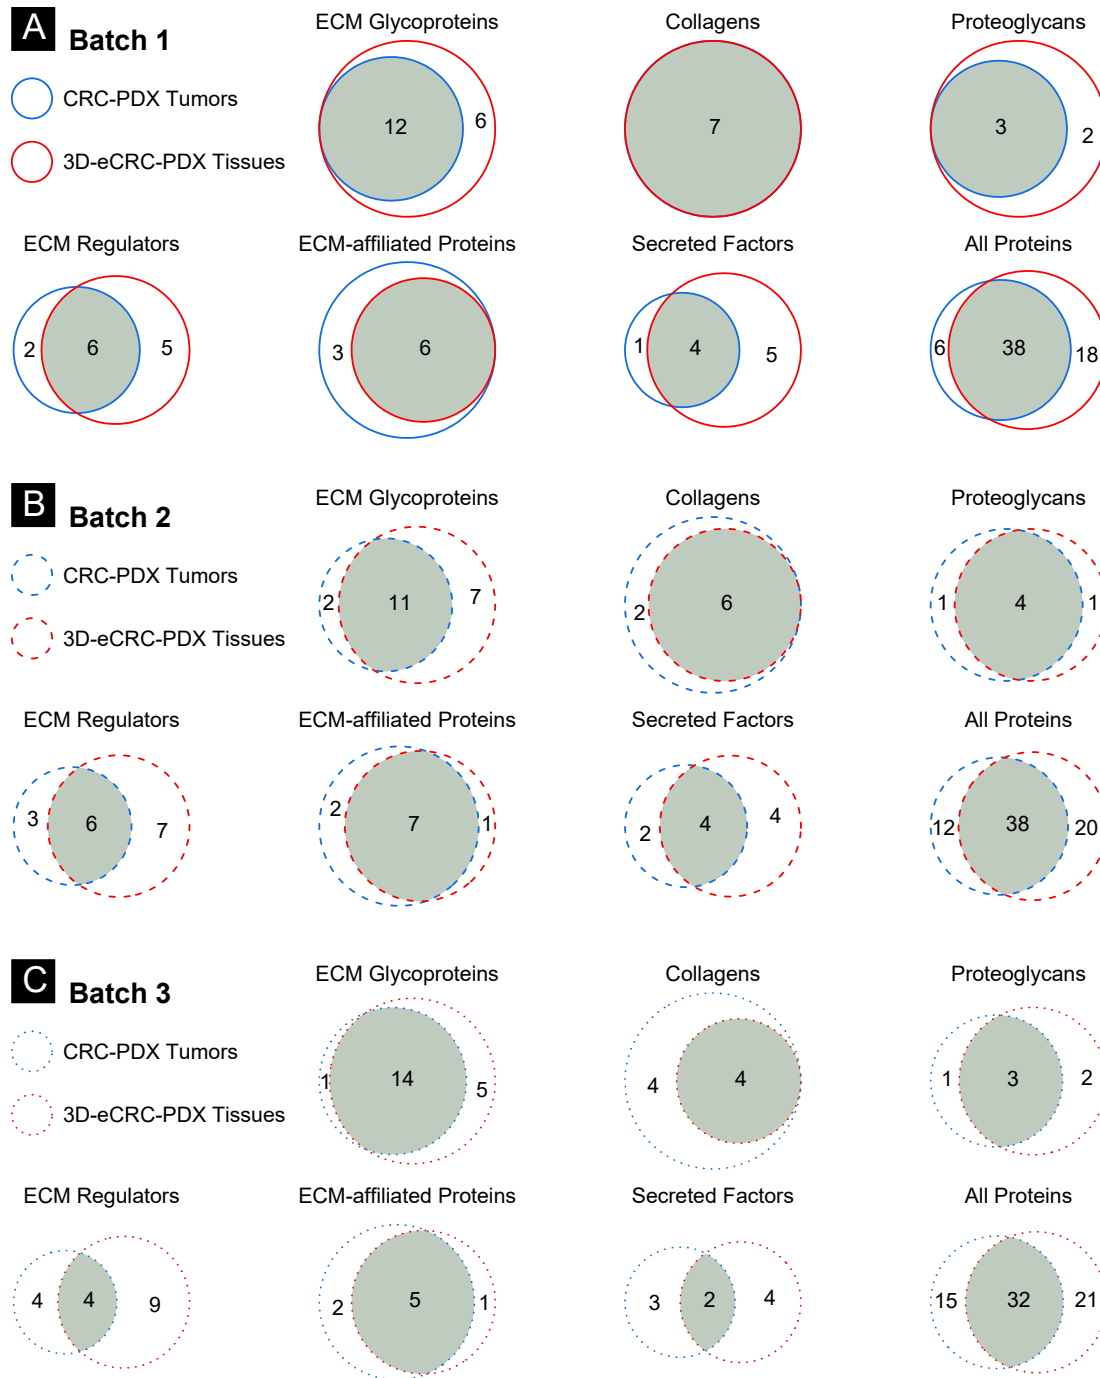 A Batch 1
CRC-PDX Tumors
3D-eCRC-PDX Tissues
ECM Glycoproteins
12 6
Collagens
7
Proteoglycans
3 2
ECM Regulators
2 6 5
ECM-affiliated Proteins
3 6
Secreted Factors
1 4 5
All Proteins
6 38 18
B Batch 2
CRC-PDX Tumors
3D-eCRC-PDX Tissues
ECM Glycoproteins
2 11 7
Collagens
2 6
Proteoglycans
1 4 1
ECM Regulators
3 6 7
ECM-affiliated Proteins
2 7 1
Secreted Factors
2 4 4
All Proteins
12 38 20
C Batch 3
CRC-PDX Tumors
3D-eCRC-PDX Tissues
ECM Glycoproteins
1 14 5
Collagens
4 4
Proteoglycans
1 3 2
ECM Regulators
4 4 9
ECM-affiliated Proteins
2 5 1
Secreted Factors
3 2 4
All Proteins
15 32 21